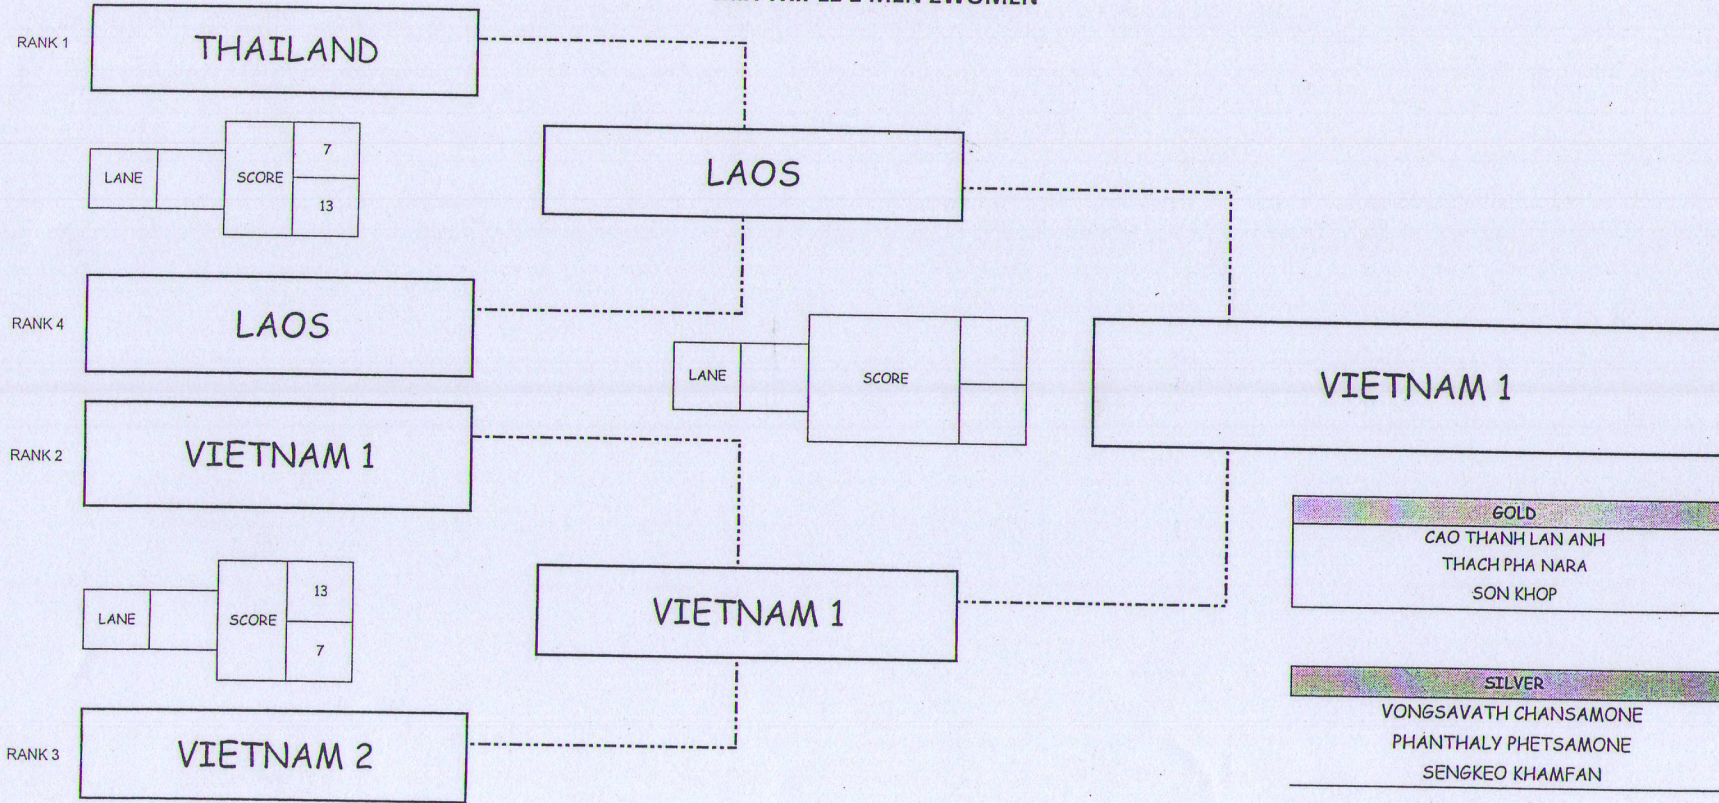 MEN 2WOMEN
RANK 1
THAILAND
LANE
SCORE
7
13
LAOS
RANK 4
LAOS
LANE
SCORE
VIETNAM 1
RANK 2
VIETNAM 1
LANE
SCORE
13
7
VIETNAM 1
RANK 3
VIETNAM 2
GOLD
CAO THANH LAN ANH
THACH PHA NARA
SON KHOP
SILVER
VONGSAVATH CHANSAMONE
PHANTHALY PHETSAMONE
SENGKEO KHAMFAN